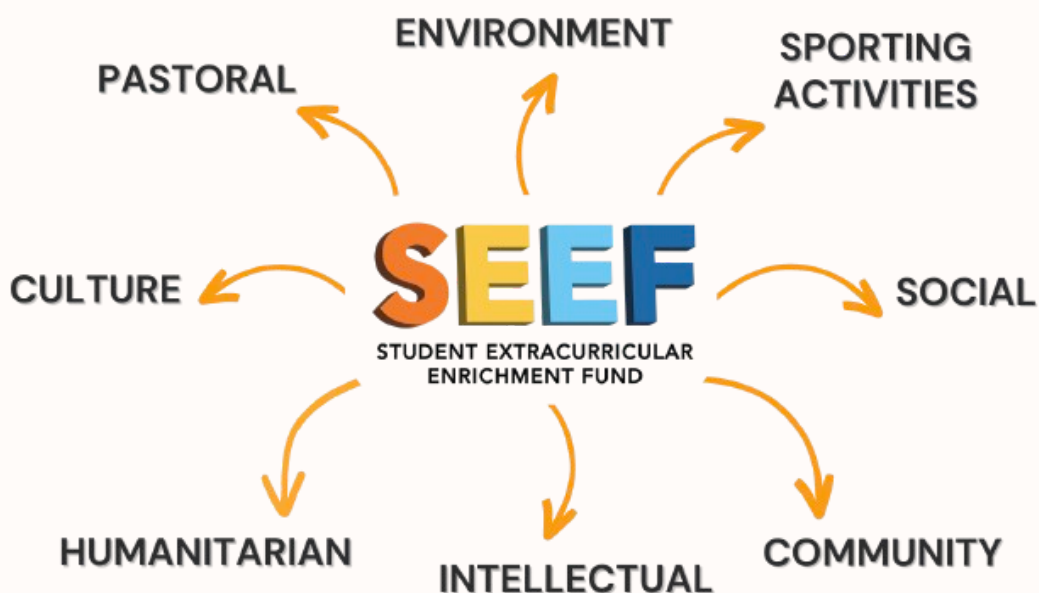 ENVIRONMENT
SPORTING
ACTIVITIES
PASTORAL
CULTURE
SEEF
STUDENT EXTRACURRICULAR
ENRICHMENT FUND
SOCIAL
HUMANITARIAN
INTELLECTUAL
COMMUNITY